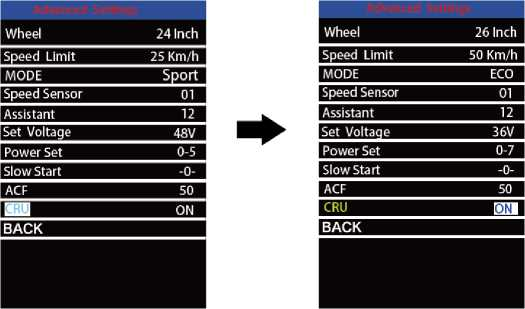 Advanced Settings
Wheel 24 Inch
Speed Limit 25 Km/h
MODE Sport
Speed Sensor 01
Assistant 12
Set Voltage 48V
Power Set 0-5
Slow Start -0-
ACF 50
CRU ON
BACK
Advanced Settings
Wheel 26 Inch
Speed Limit 50 Km/h
MODE ECO
Speed Sensor 01
Assistant 12
Set Voltage 36V
Power Set 0-7
Slow Start -0-
ACF 50
CRU ON
BACK